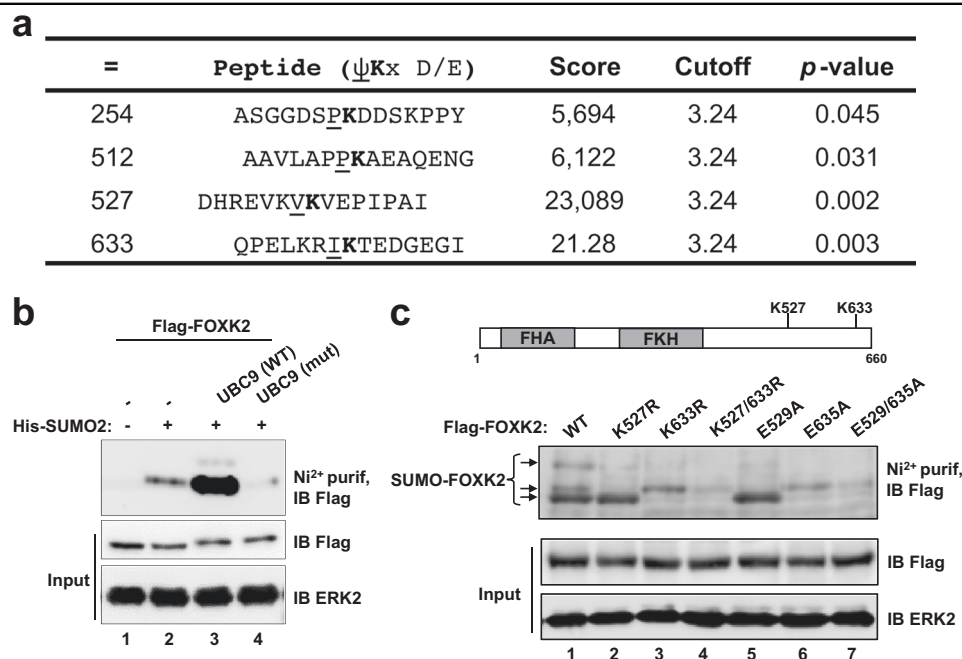 a
= Peptide (ψKx D/E) Score Cutoff p-value
254 ASGGDSPKDDSKPPY 5,694 3.24 0.045
512 AAVLAPPKAEAQENG 6,122 3.24 0.031
527 DHREVKVKVEPIPAI 23,089 3.24 0.002
633 QPELKRIKTEDGEGI 21.28 3.24 0.003
b
Flag-FOXK2
- - UBC9 (WT) UBC9 (mut)
His-SUMO2: - + + +
Ni2+ purif,
IB Flag
IB Flag
Input
IB ERK2
1 2 3 4
c
K527 K633
FHA FKH
1 660
Flag-FOXK2: WT K527R K633R K527/633R E529A E635A E529/635A
SUMO-FOXK2
Ni2+ purif,
IB Flag
IB Flag
Input
IB ERK2
1 2 3 4 5 6 7